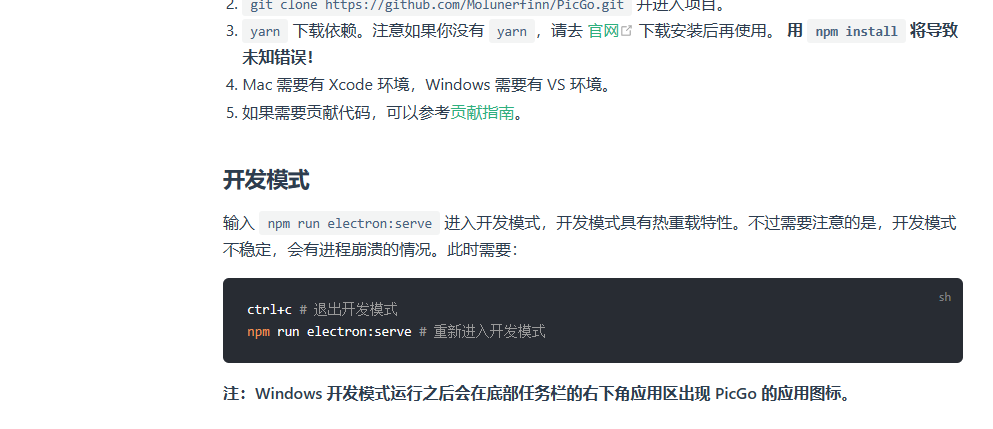 2. git clone https://github.com/Molunerfinn/PicGo.git 并进入项目。
3. yarn 下载依赖。注意如果你没有 yarn，请去 官网 下载安装后再使用。 用 npm install 将导致
未知错误！
4. Mac 需要有 Xcode 环境，Windows 需要有 VS 环境。
5. 如果需要贡献代码，可以参考贡献指南。
开发模式
输入 npm run electron:serve 进入开发模式，开发模式具有热重载特性。不过需要注意的是，开发模式
不稳定，会有进程崩溃的情况。此时需要：
sh
ctrl+c # 退出开发模式
npm run electron:serve # 重新进入开发模式
注：Windows 开发模式运行之后会在底部任务栏的右下角应用区出现 PicGo 的应用图标。